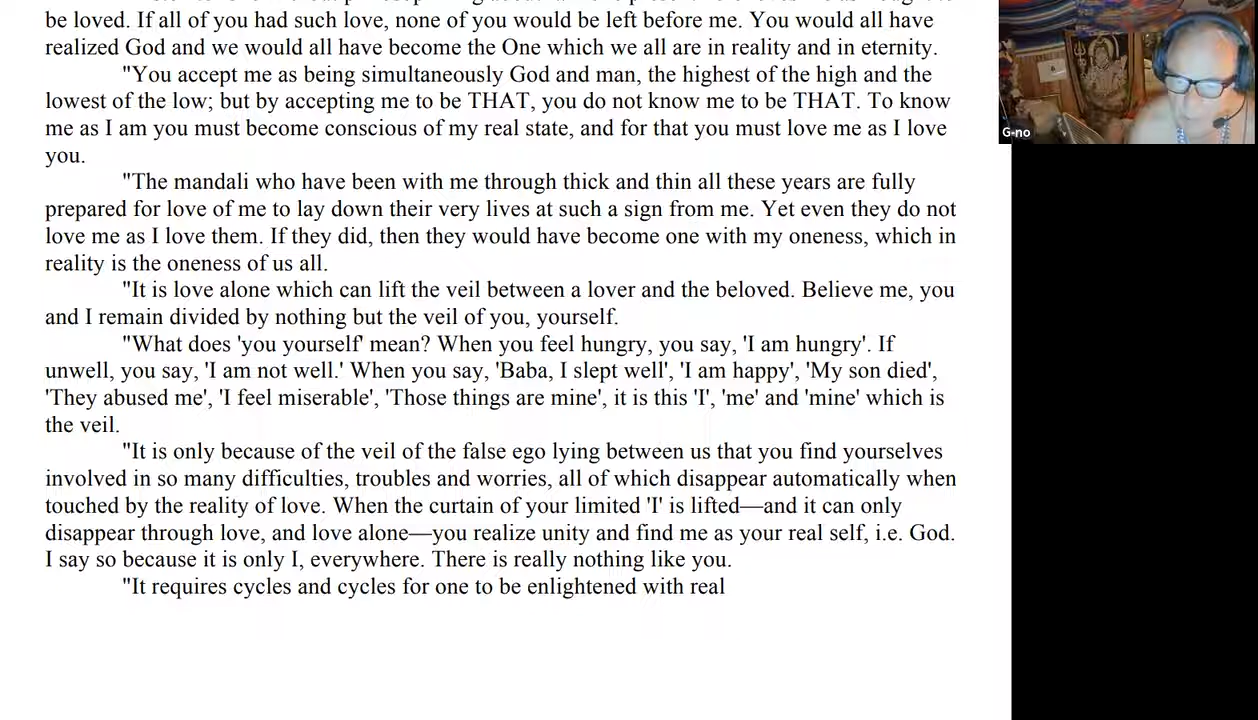 be loved. If all of you had such love, none of you would be left before me. You would all have
realized God and we would all have become the One which we all are in reality and in eternity.
"You accept me as being simultaneously God and man, the highest of the high and the
lowest of the low; but by accepting me to be THAT, you do not know me to be THAT. To know
me as I am you must become conscious of my real state, and for that you must love me as I love
you.
"The mandali who have been with me through thick and thin all these years are fully
prepared for love of me to lay down their very lives at such a sign from me. Yet even they do not
love me as I love them. If they did, then they would have become one with my oneness, which in
reality is the oneness of us all.
"It is love alone which can lift the veil between a lover and the beloved. Believe me, you
and I remain divided by nothing but the veil of you, yourself.
"What does 'you yourself' mean? When you feel hungry, you say, 'I am hungry'. If
unwell, you say, 'I am not well.' When you say, 'Baba, I slept well', 'I am happy', 'My son died',
'They abused me', 'I feel miserable', 'Those things are mine', it is this 'I', 'me' and 'mine' which is
the veil.
"It is only because of the veil of the false ego lying between us that you find yourselves
involved in so many difficulties, troubles and worries, all of which disappear automatically when
touched by the reality of love. When the curtain of your limited 'I' is lifted—and it can only
disappear through love, and love alone—you realize unity and find me as your real self, i.e. God.
I say so because it is only I, everywhere. There is really nothing like you.
"It requires cycles and cycles for one to be enlightened with real
G-no